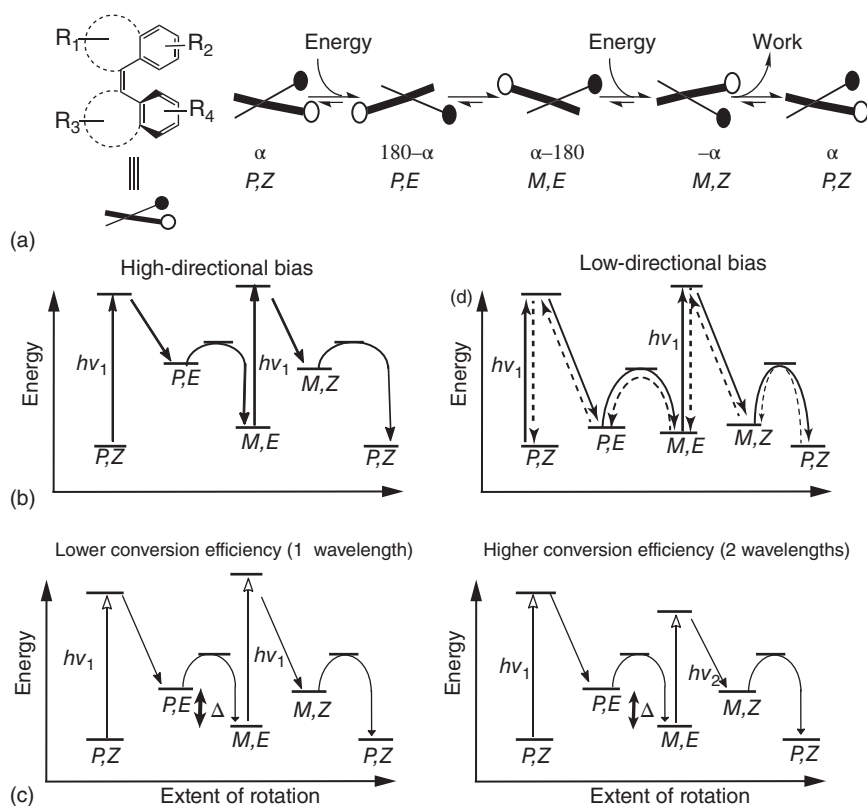 R1
R2
R3
R4
Energy
Energy
Work
α
180–α
α–180
–α
α
P,Z
P,E
M,E
M,Z
P,Z
(a)
High-directional bias
Energy
hν1
P,Z
P,E
M,E
hν1
M,Z
P,Z
(b)
Low-directional bias
(d)
Energy
hν1
P,Z
P,E
M,E
hν1
M,Z
P,Z
Lower conversion efficiency (1 wavelength)
Energy
hν1
P,Z
P,E
Δ
M,E
hν1
M,Z
P,Z
Extent of rotation
(c)
Higher conversion efficiency (2 wavelengths)
Energy
hν1
P,Z
P,E
Δ
M,E
hν2
M,Z
P,Z
Extent of rotation